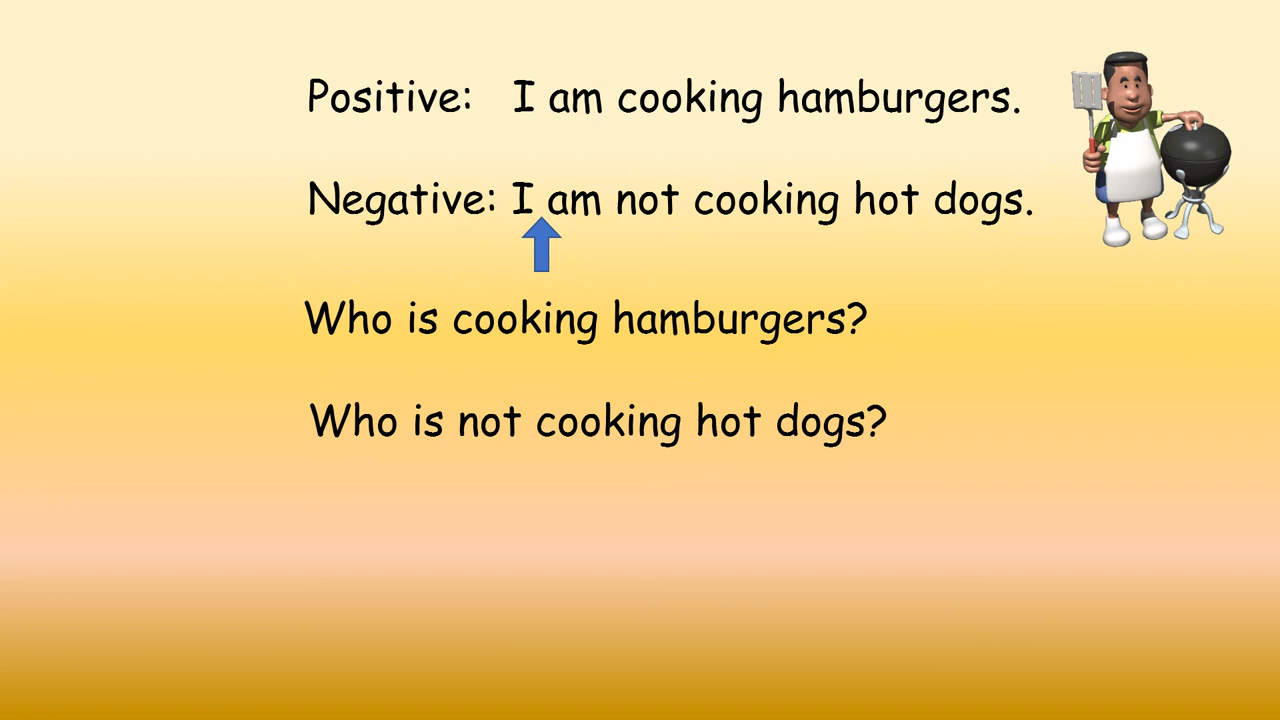 Positive: I am cooking hamburgers.
Negative: I am not cooking hot dogs.
Who is cooking hamburgers?
Who is not cooking hot dogs?